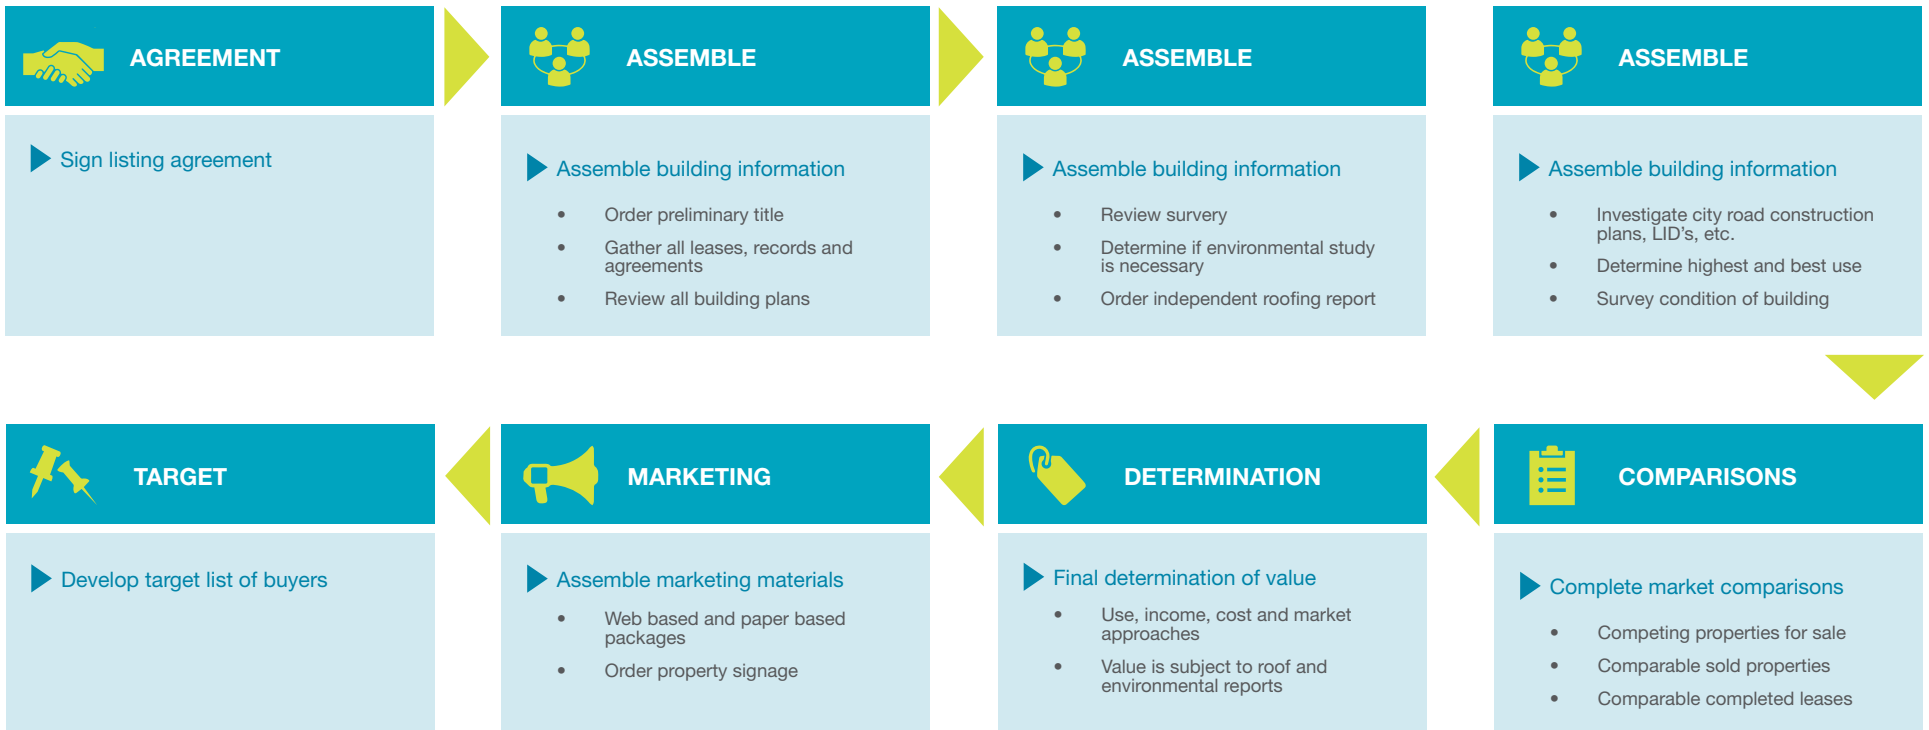 AGREEMENT
Sign listing agreement
ASSEMBLE
Assemble building information
• Order preliminary title
• Gather all leases, records and
agreements
• Review all building plans
ASSEMBLE
Assemble building information
• Review survery
• Determine if environmental study
is necessary
• Order independent roofing report
ASSEMBLE
Assemble building information
• Investigate city road construction
plans, LID's, etc.
• Determine highest and best use
• Survey condition of building
COMPARISONS
Complete market comparisons
• Competing properties for sale
• Comparable sold properties
• Comparable completed leases
DETERMINATION
Final determination of value
• Use, income, cost and market
approaches
• Value is subject to roof and
environmental reports
MARKETING
Assemble marketing materials
• Web based and paper based
packages
• Order property signage
TARGET
Develop target list of buyers